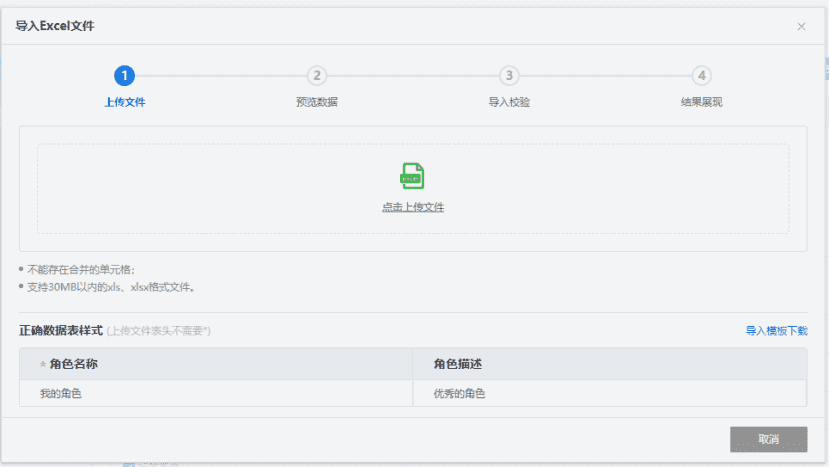 导入Excel文件
1 2 3 4
上传文件 预览数据 导入校验 结果展现
点击上传文件
不能存在合并的单元格；
支持30MB以内的xls、xlsx格式文件。
正确数据表样式 (上传文件表头不需要*) 导入模板下载
* 角色名称 角色描述
我的角色 优秀的角色
取消